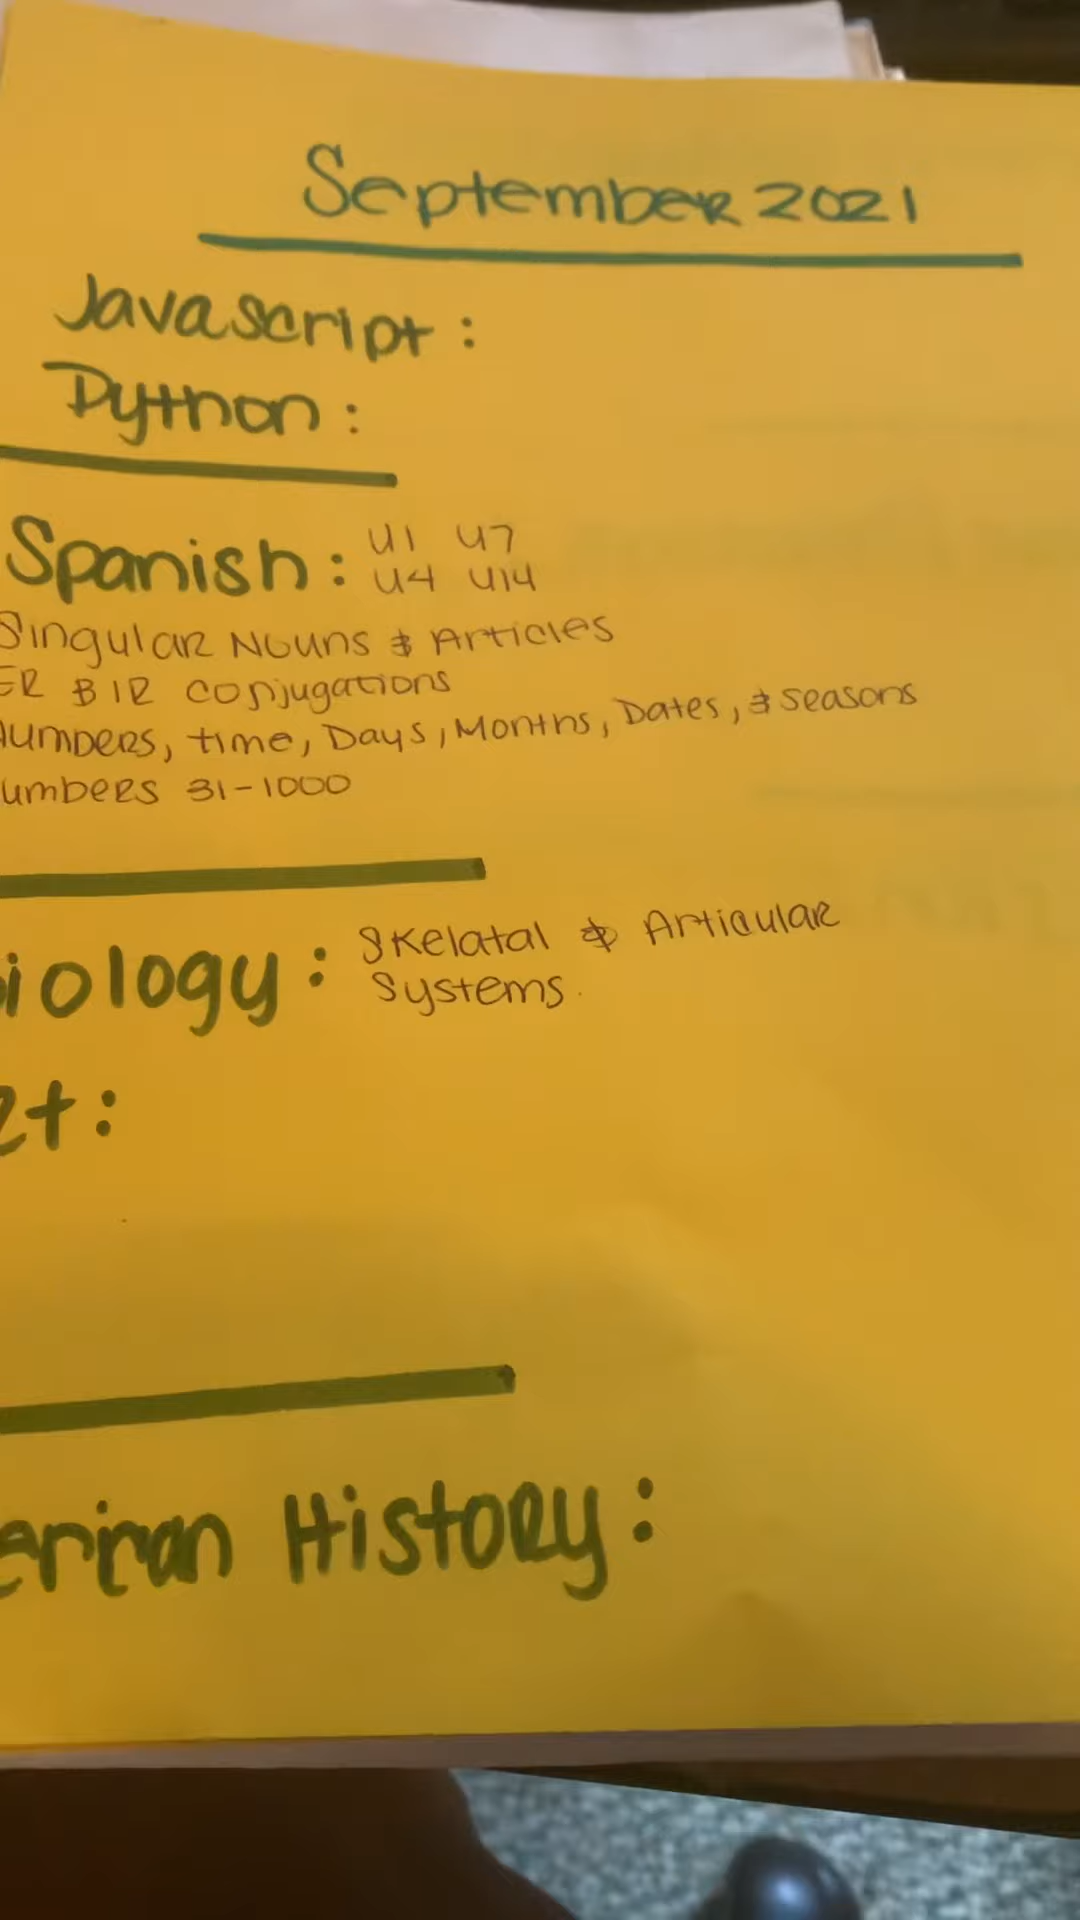 September 2021
Javascript:
Python:
Spanish: U1 U7
U4 U14
Singular Nouns & Articles
ER & IR Conjugations
Numbers, time, Days, Months, Dates, & seasons
umbers 31-1000
iology: Skelatal & Articular
Systems.
et:
erican History: